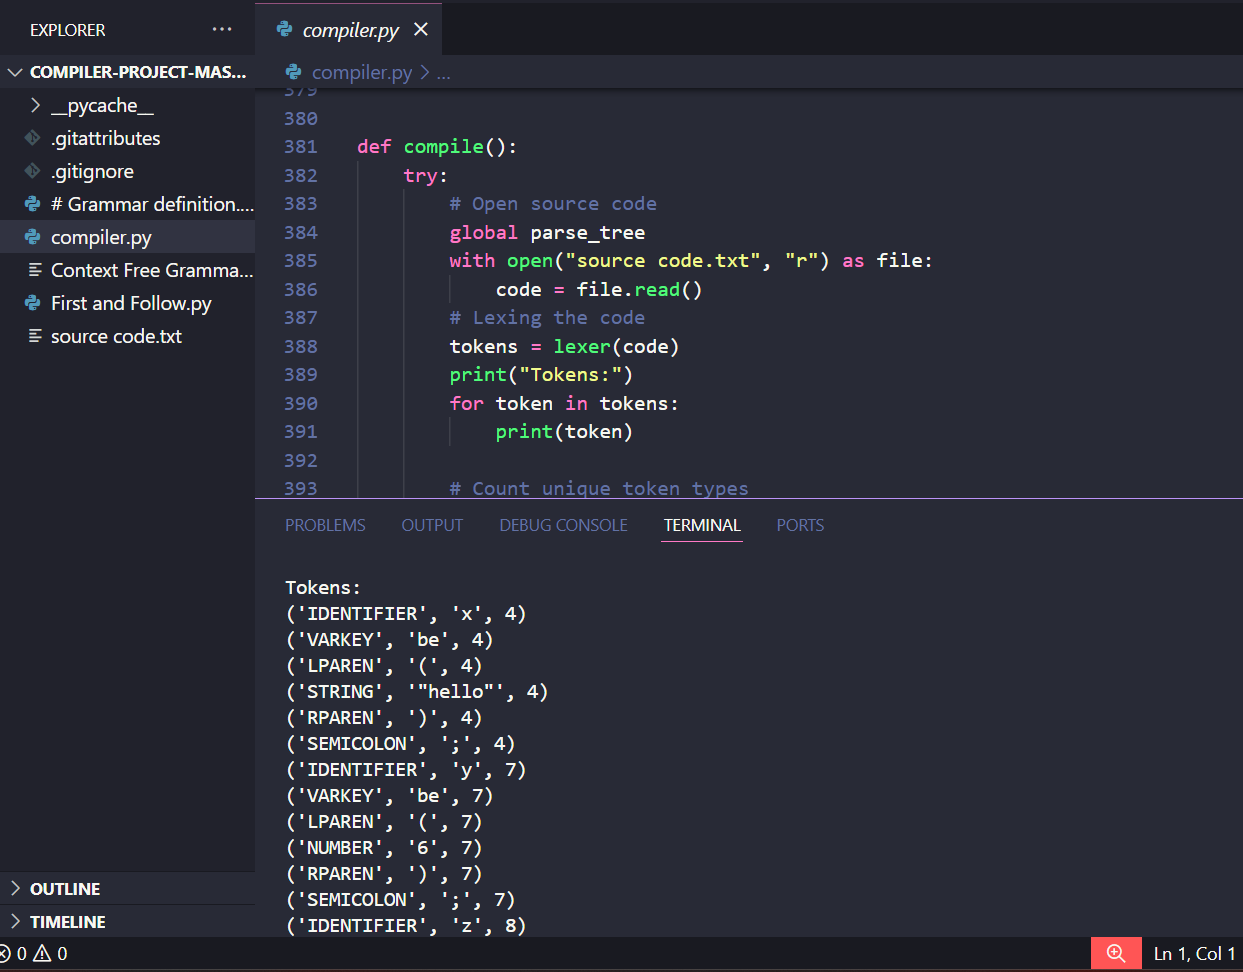 EXPLORER ...
COMPILER-PROJECT-MAS...
__pycache__
.gitattributes
.gitignore
# Grammar definition....
compiler.py
Context Free Gramma...
First and Follow.py
source code.txt
OUTLINE
TIMELINE
compiler.py
compiler.py > ...
379
380
381 def compile():
382 try:
383 # Open source code
384 global parse_tree
385 with open("source code.txt", "r") as file:
386 code = file.read()
387 # Lexing the code
388 tokens = lexer(code)
389 print("Tokens:")
390 for token in tokens:
391 print(token)
392
393 # Count unique token types
PROBLEMS OUTPUT DEBUG CONSOLE TERMINAL PORTS
Tokens:
('IDENTIFIER', 'x', 4)
('VARKEY', 'be', 4)
('LPAREN', '(', 4)
('STRING', '"hello"', 4)
('RPAREN', ')', 4)
('SEMICOLON', ';', 4)
('IDENTIFIER', 'y', 7)
('VARKEY', 'be', 7)
('LPAREN', '(', 7)
('NUMBER', '6', 7)
('RPAREN', ')', 7)
('SEMICOLON', ';', 7)
('IDENTIFIER', 'z', 8)
0 0 Ln 1, Col 1